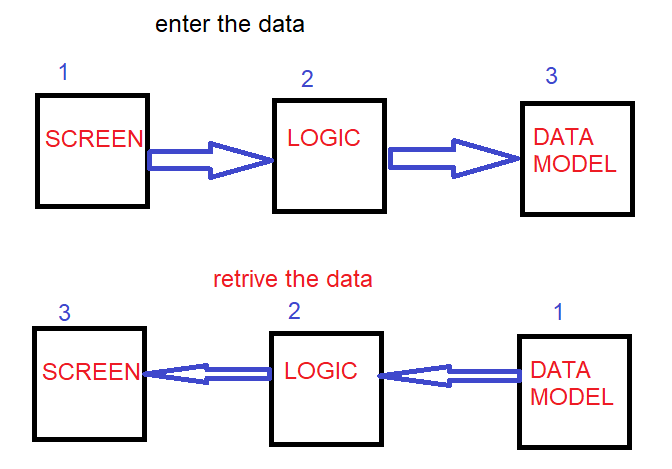 enter the data
1
2
3
SCREEN
LOGIC
DATA
MODEL
retrive the data
3
2
1
SCREEN
LOGIC
DATA
MODEL